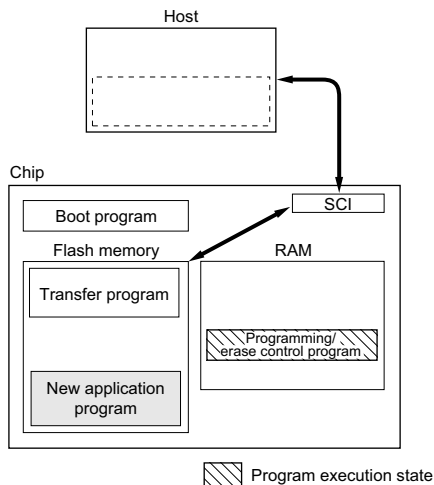 Host
Chip
SCI
Boot program
Flash memory
RAM
Transfer program
Programming/
erase control program
New application
program
Program execution state